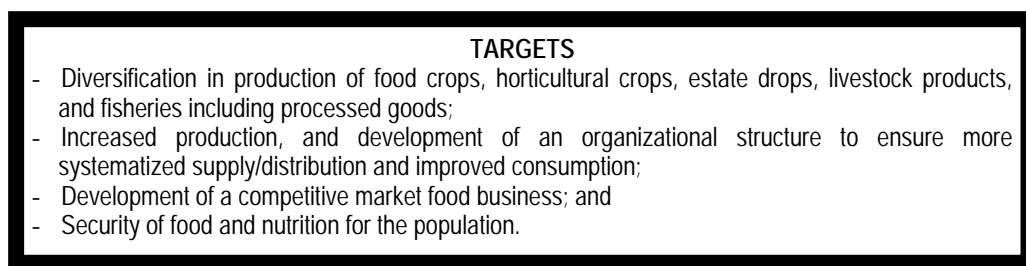 TARGETS
- Diversification in production of food crops, horticultural crops, estate drops, livestock products,
and fisheries including processed goods;
- Increased production, and development of an organizational structure to ensure more
systematized supply/distribution and improved consumption;
- Development of a competitive market food business; and
- Security of food and nutrition for the population.